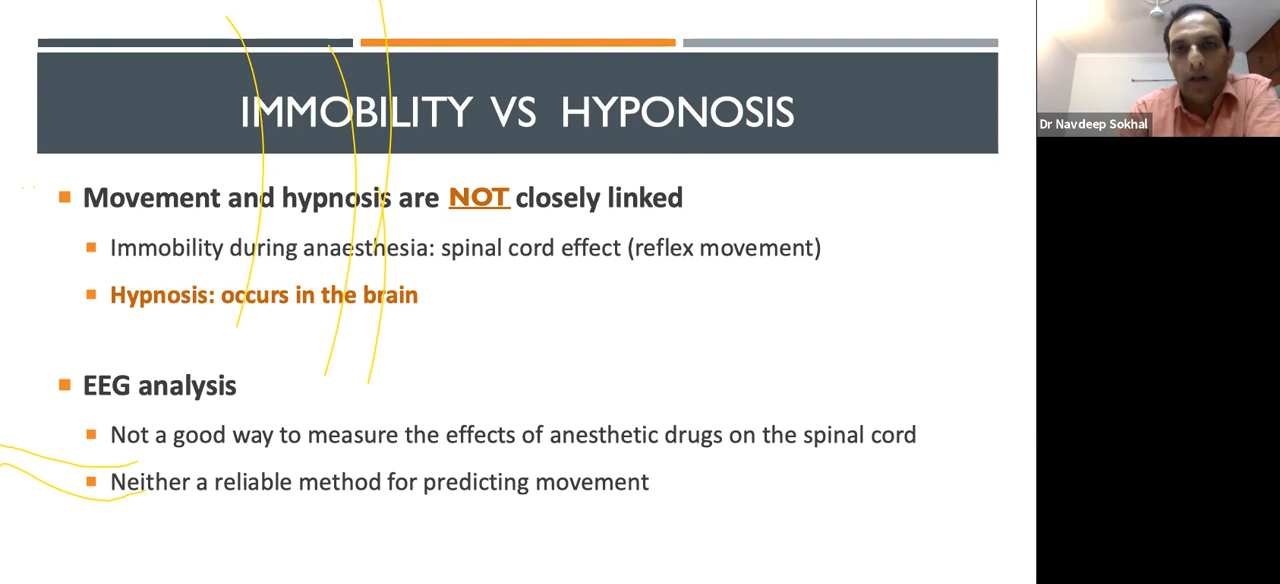 IMMOBILITY VS HYPONOSIS
Movement and hypnosis are NOT closely linked
Immobility during anaesthesia: spinal cord effect (reflex movement)
Hypnosis: occurs in the brain
EEG analysis
Not a good way to measure the effects of anesthetic drugs on the spinal cord
Neither a reliable method for predicting movement
Dr Navdeep Sokhal